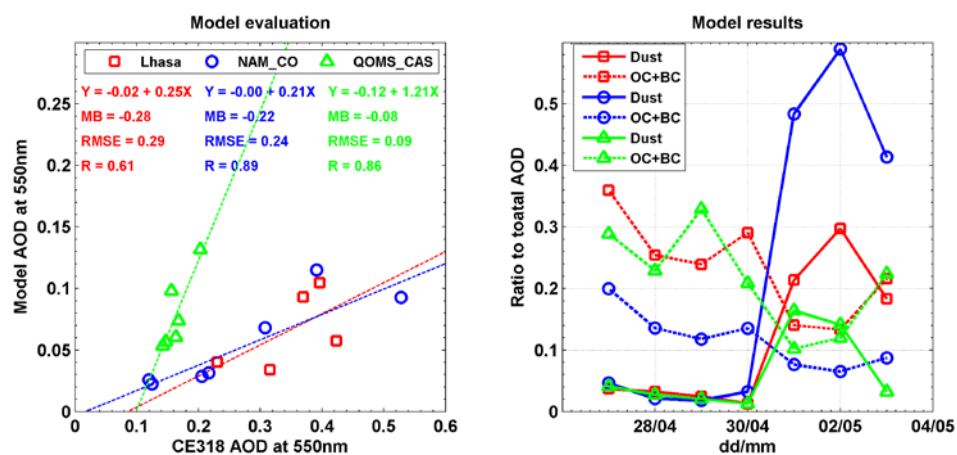 Model evaluation
Lhasa NAM_CO QOMS_CAS
Y = -0.02 + 0.25X Y = -0.00 + 0.21X Y = -0.12 + 1.21X
MB = -0.28 MB = -0.22 MB = -0.08
RMSE = 0.29 RMSE = 0.24 RMSE = 0.09
R = 0.61 R = 0.89 R = 0.86
Model AOD at 550nm
0.25
0.2
0.15
0.1
0.05
0
0 0.1 0.2 0.3 0.4 0.5 0.6
CE318 AOD at 550nm
Model results
Dust
OC+BC
Dust
OC+BC
Dust
OC+BC
Ratio to toatal AOD
0.5
0.4
0.3
0.2
0.1
0
28/04 30/04 02/05 04/05
dd/mm